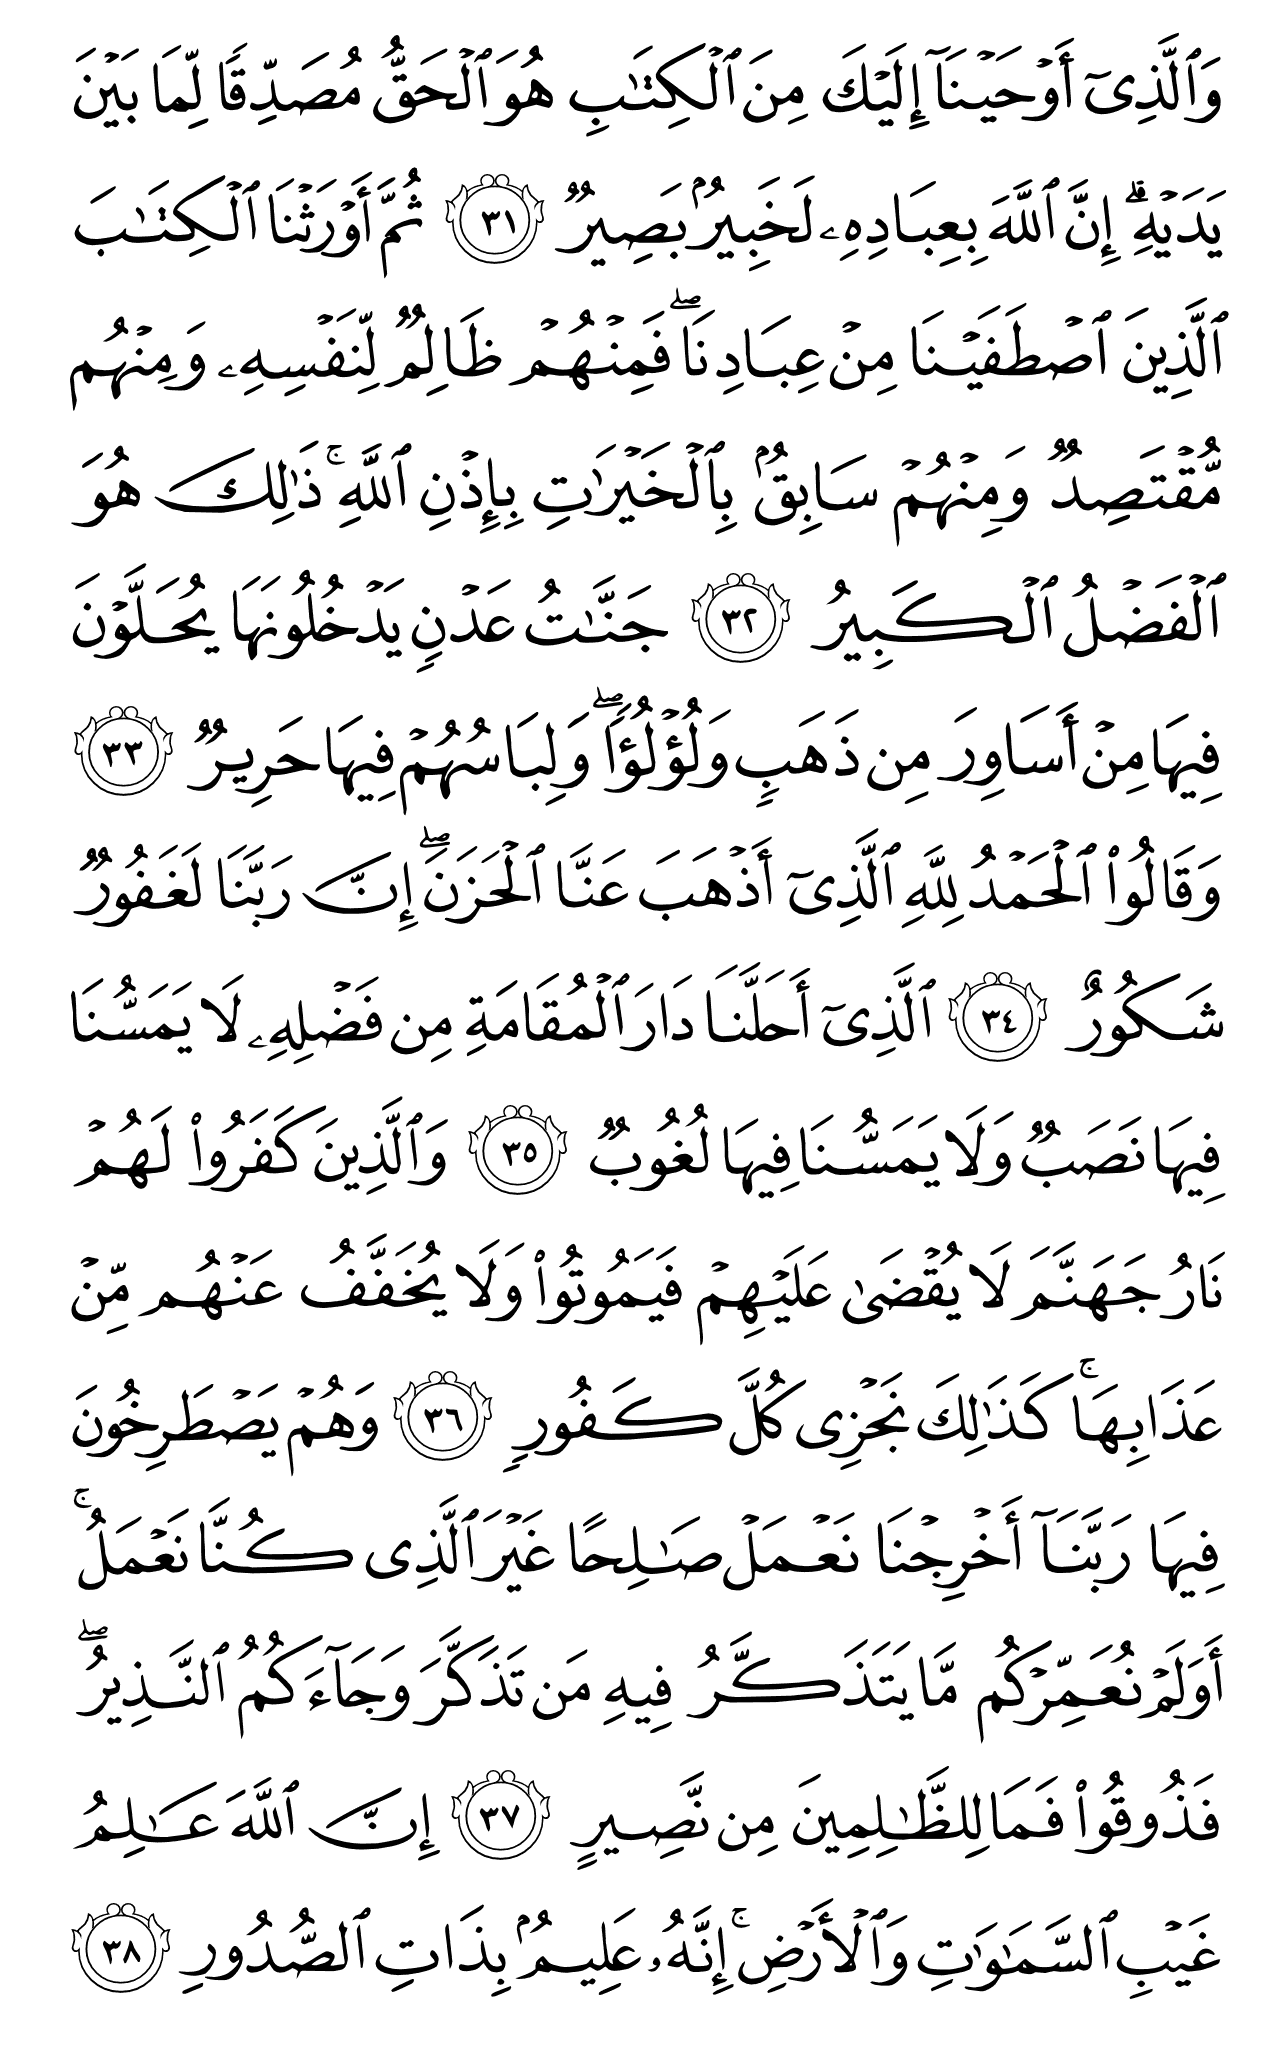 وَٱلَّذِىٓ أَوۡحَيۡنَآ إِلَيۡكَ مِنَ ٱلۡكِتَٰبِ هُوَ ٱلۡحَقُّ مُصَدِّقٗا لِّمَا بَيۡنَ
يَدَيۡهِۗ إِنَّ ٱللَّهَ بِعِبَادِهِۦ لَخَبِيرُۢ بَصِيرٞ ٣١ ثُمَّ أَوۡرَثۡنَا ٱلۡكِتَٰبَ
ٱلَّذِينَ ٱصۡطَفَيۡنَا مِنۡ عِبَادِنَاۖ فَمِنۡهُمۡ ظَالِمٞ لِّنَفۡسِهِۦ وَمِنۡهُم
مُّقۡتَصِدٞ وَمِنۡهُمۡ سَابِقُۢ بِٱلۡخَيۡرَٰتِ بِإِذۡنِ ٱللَّهِۚ ذَٰلِكَ هُوَ
ٱلۡفَضۡلُ ٱلۡكَبِيرُ ٣٢ جَنَّٰتُ عَدۡنٖ يَدۡخُلُونَهَا يُحَلَّوۡنَ
فِيهَا مِنۡ أَسَاوِرَ مِن ذَهَبٖ وَلُؤۡلُؤٗاۖ وَلِبَاسُهُمۡ فِيهَا حَرِيرٞ ٣٣
وَقَالُواْ ٱلۡحَمۡدُ لِلَّهِ ٱلَّذِىٓ أَذۡهَبَ عَنَّا ٱلۡحَزَنَۖ إِنَّ رَبَّنَا لَغَفُورٞ
شَكُورٌ ٣٤ ٱلَّذِىٓ أَحَلَّنَا دَارَ ٱلۡمُقَامَةِ مِن فَضۡلِهِۦ لَا يَمَسُّنَا
فِيهَا نَصَبٞ وَلَا يَمَسُّنَا فِيهَا لُغُوبٞ ٣٥ وَٱلَّذِينَ كَفَرُواْ لَهُمۡ
نَارُ جَهَنَّمَ لَا يُقۡضَىٰ عَلَيۡهِمۡ فَيَمُوتُواْ وَلَا يُخَفَّفُ عَنۡهُم مِّنۡ
عَذَابِهَاۚ كَذَٰلِكَ نَجۡزِى كُلَّ كَفُورٖ ٣٦ وَهُمۡ يَصۡطَرِخُونَ
فِيهَا رَبَّنَآ أَخۡرِجۡنَا نَعۡمَلۡ صَٰلِحًا غَيۡرَ ٱلَّذِى كُنَّا نَعۡمَلُۚ
أَوَلَمۡ نُعَمِّرۡكُم مَّا يَتَذَكَّرُ فِيهِ مَن تَذَكَّرَ وَجَآءَكُمُ ٱلنَّذِيرُۖ
فَذُوقُواْ فَمَا لِلظَّٰلِمِينَ مِن نَّصِيرٍ ٣٧ إِنَّ ٱللَّهَ عَٰلِمُ
غَيۡبِ ٱلسَّمَٰوَٰتِ وَٱلۡأَرۡضِۚ إِنَّهُۥ عَلِيمُۢ بِذَاتِ ٱلصُّدُورِ ٣٨